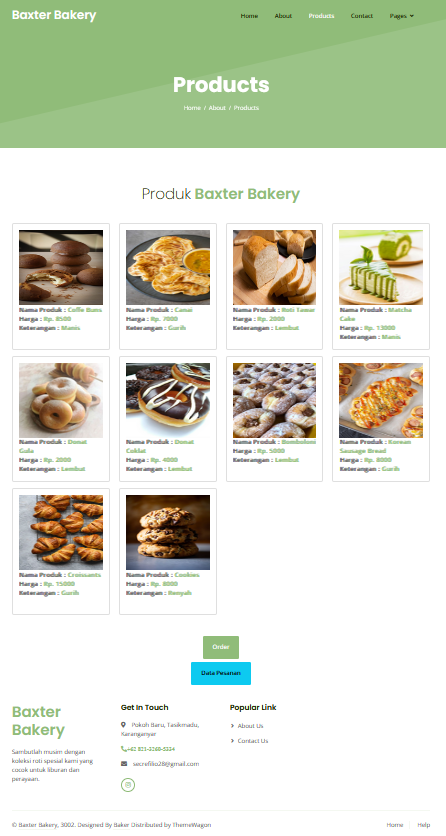 Baxter Bakery
Home About Products Contact Pages
Products
Home / About / Products
Produk Baxter Bakery
Nama Produk : Coffe Buns
Harga : Rp. 8500
Keterangan : Manis
Nama Produk : Canai
Harga : Rp. 7000
Keterangan : Gurih
Nama Produk : Roti Tawar
Harga : Rp. 2000
Keterangan : Lembut
Nama Produk : Matcha
Cake
Harga : Rp. 13000
Keterangan : Manis
Nama Produk : Donat
Gula
Harga : Rp. 2000
Keterangan : Lembut
Nama Produk : Donat
Coklat
Harga : Rp. 4000
Keterangan : Lembut
Nama Produk : Bomboloni
Harga : Rp. 5000
Keterangan : Lembut
Nama Produk : Korean
Sausage Bread
Harga : Rp. 8000
Keterangan : Gurih
Nama Produk : Croissants
Harga : Rp. 15000
Keterangan : Gurih
Nama Produk : Cookies
Harga : Rp. 8000
Keterangan : Renyah
Order
Data Pesanan
Baxter
Bakery
Sambutlah musim dengan
koleksi roti spesial kami yang
cocok untuk liburan dan
perayaan.
Get In Touch
Pokoh Baru, Tasikmadu,
Karanganyar
+62 821-3368-5334
secrefilio28@gmail.com
Popular Link
About Us
Contact Us
© Baxter Bakery, 3002. Designed By Baker Distributed by ThemeWagon
Home Help